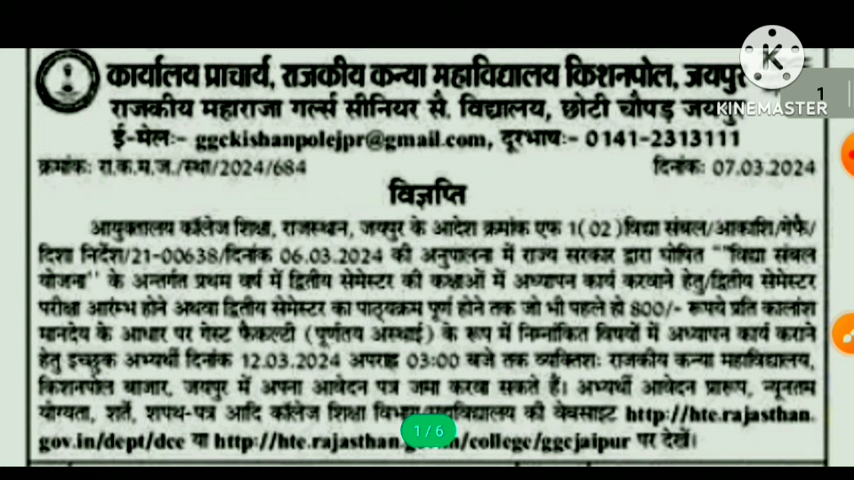 कार्यालय प्राचार्य, राजकीय कन्या महाविद्यालय किशनपोल, जयपुर
राजकीय महाराजा गर्ल्स सीनियर सै. विद्यालय, छोटी चौपड़ जयपुर
ई-मेलः- ggckishanpolejpr@gmail.com, दूरभाषः- 0141-2313111
क्रमांकः रा.क.म.ज./स्था/2024/684 दिनांकः 07.03.2024
विज्ञप्ति
आयुक्तालय कॉलेज शिक्षा, राजस्थान, जयपुर के आदेश क्रमांक एफ 1(02)विद्या संबल/आकाशि/गेफै/
दिशा निर्देश/21-00638/दिनांक 06.03.2024 की अनुपालना में राज्य सरकार द्वारा घोषित ''विद्या संबल
योजना'' के अन्तर्गत प्रथम वर्ष में द्वितीय सेमेस्टर की कक्षाओं में अध्यापन कार्य करवाने हेतु/द्वितीय सेमेस्टर
परीक्षा आरंभ होने अथवा द्वितीय सेमेस्टर का पाठ्यक्रम पूर्ण होने तक जो भी पहले हो 800/- रूपये प्रति कालांश
मानदेय के आधार पर गेस्ट फैकल्टी (पूर्णतय अस्थाई) के रूप में निम्नांकित विषयों में अध्यापन कार्य कराने
हेतु इच्छुक अभ्यर्थी दिनांक 12.03.2024 अपराह्न 03:00 बजे तक व्यक्तिशः राजकीय कन्या महाविद्यालय,
किशनपोल बाजार, जयपुर में अपना आवेदन पत्र जमा करवा सकते हैं। अभ्यर्थी आवेदन प्रारूप, न्यूनतम
योग्यता, शर्ते, शपथ-पत्र आदि कॉलेज शिक्षा विभाग महाविद्यालय की वेबसाइट http://hte.rajasthan.
gov.in/dept/dce या http://hte.rajasthan.gov.in/college/ggcjaipur पर देखें।
K
KINEMASTER
1
1/6